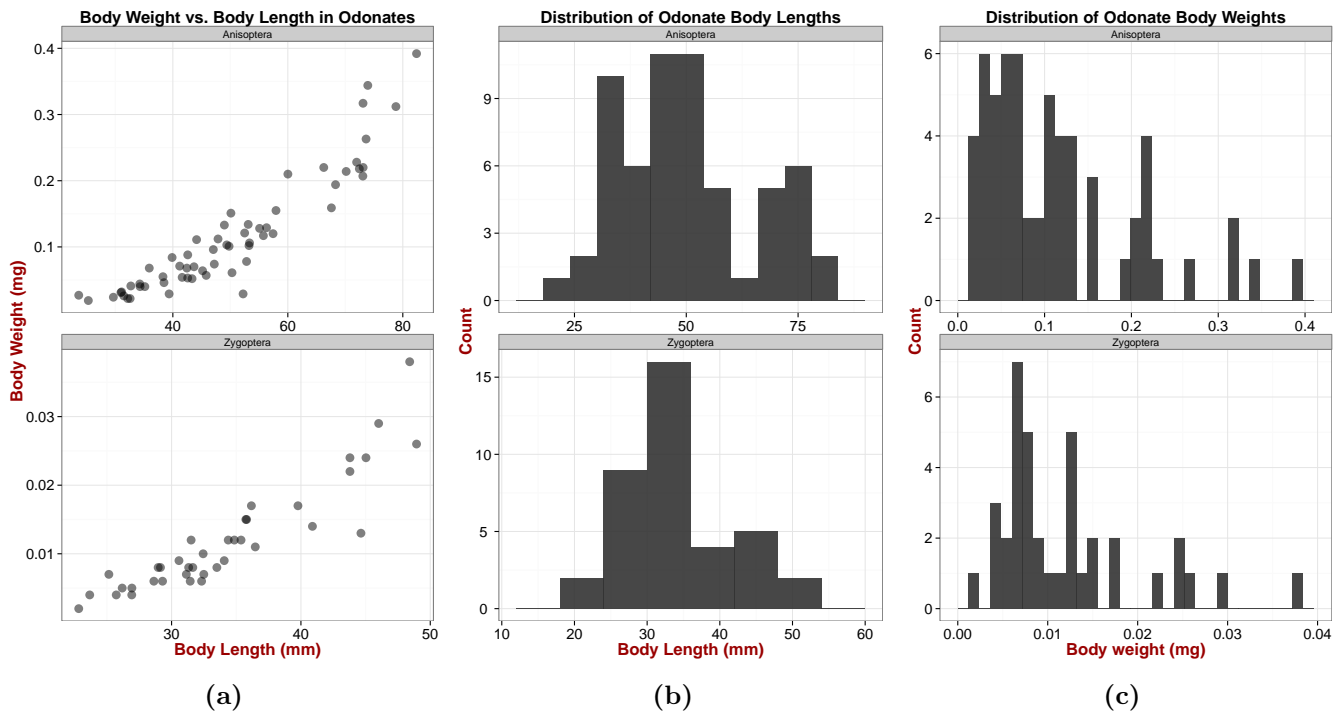 Body Weight vs. Body Length in Odonates
Anisoptera
0.4
0.3
0.2
0.1
40 60 80
Zygoptera
0.03
0.02
0.01
30 40 50
Body Weight (mg)
Body Length (mm)
(a)
Distribution of Odonate Body Lengths
Anisoptera
9
6
3
0
25 50 75
Zygoptera
15
10
5
0
10 20 30 40 50 60
Count
Body Length (mm)
(b)
Distribution of Odonate Body Weights
Anisoptera
6
4
2
0
0.0 0.1 0.2 0.3 0.4
Zygoptera
6
4
2
0
0.00 0.01 0.02 0.03 0.04
Count
Body weight (mg)
(c)